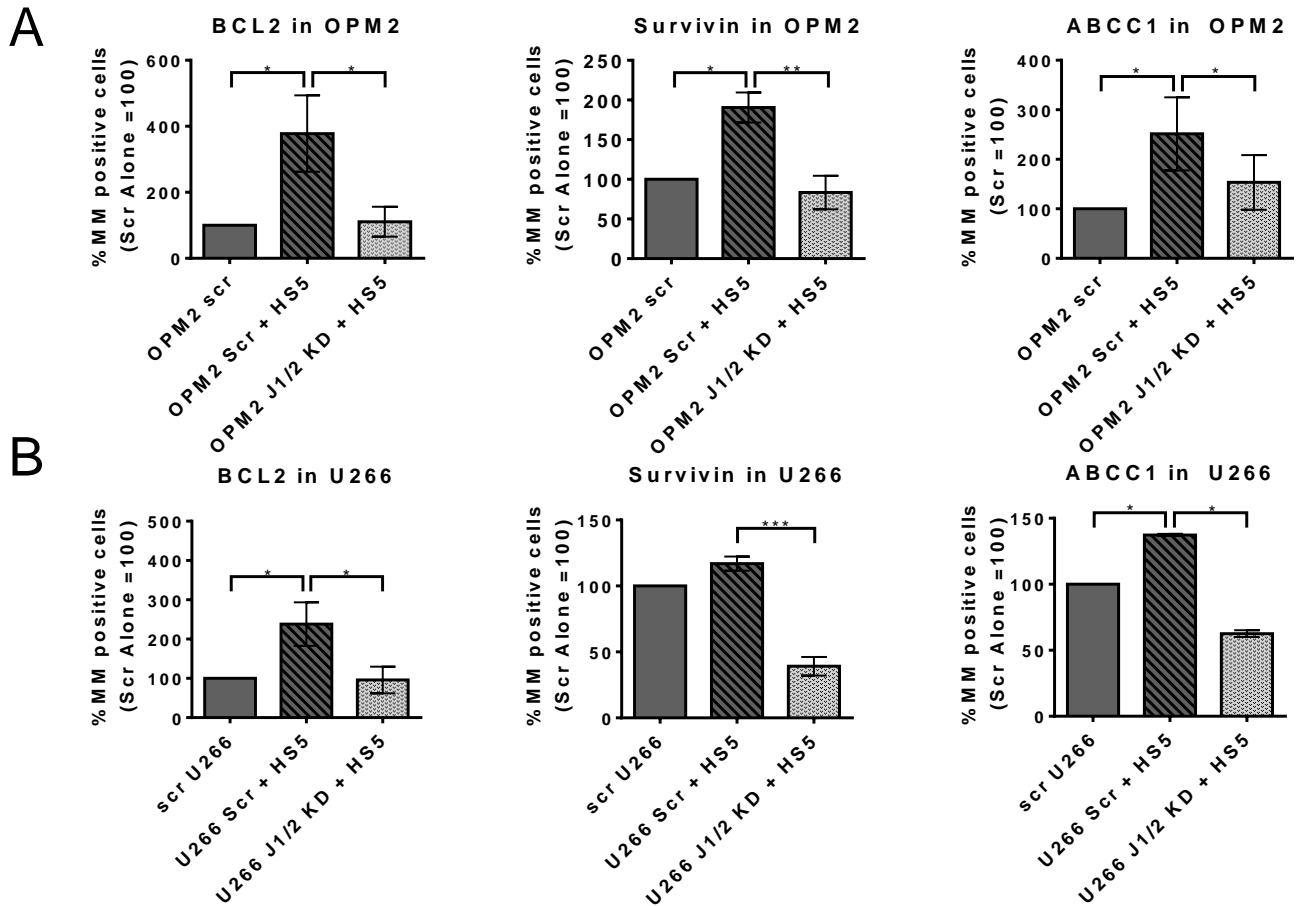 A
BCL2 in OPM2
%MM positive cells
(Scr Alone =100)
600
400
200
0
*
*
OPM2 scr
OPM2 Scr + HS5
OPM2 J1/2 KD + HS5
Survivin in OPM2
%MM positive cells
(Scr Alone =100)
250
200
150
100
50
0
*
**
OPM2 scr
OPM2 Scr + HS5
OPM2 J1/2 KD + HS5
ABCC1 in OPM2
%MM positive cells
(Scr =100)
400
300
200
100
0
*
*
OPM2 scr
OPM2 Scr + HS5
OPM2 J1/2 KD + HS5
B
BCL2 in U266
%MM positive cells
(Scr Alone =100)
500
400
300
200
100
0
*
*
scr U266
U266 Scr + HS5
U266 J1/2 KD + HS5
Survivin in U266
%MM positive cells
(Scr Alone =100)
150
100
50
0
***
scr U266
U266 Scr + HS5
U266 J1/2 KD + HS5
ABCC1 in U266
%MM positive cells
(Scr Alone =100)
150
100
50
0
*
*
scr U266
U266 Scr + HS5
U266 J1/2 KD + HS5